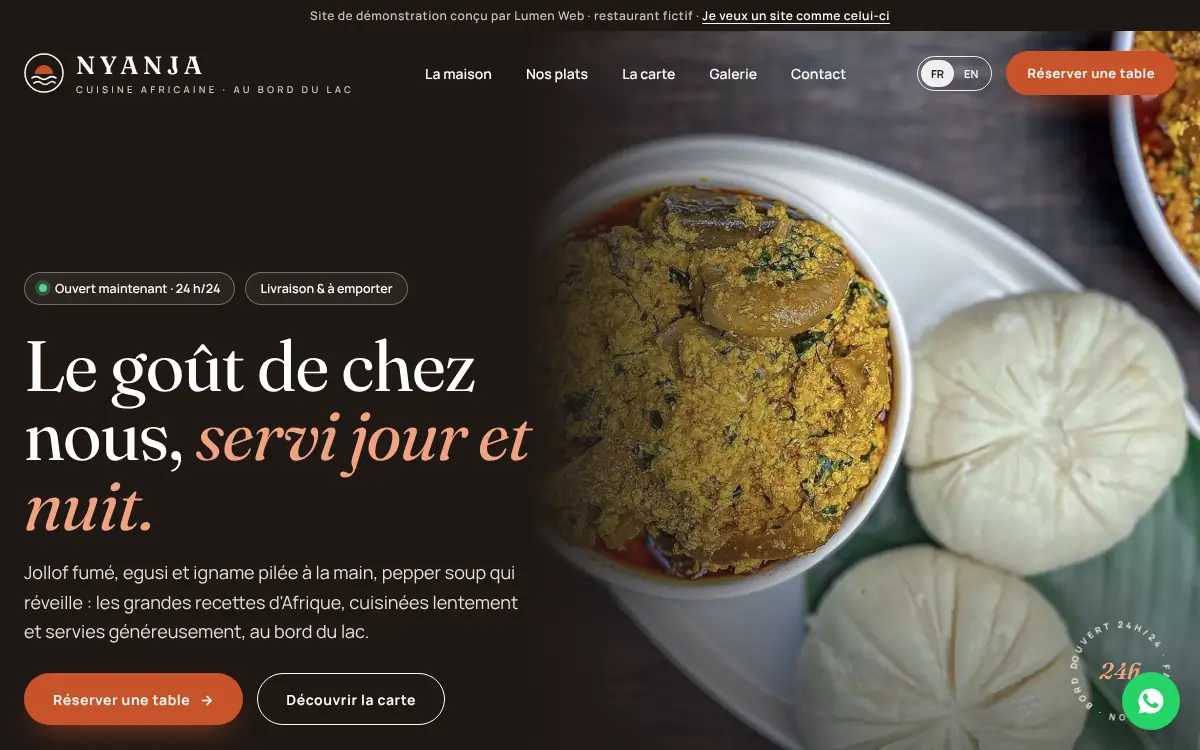 Site de démonstration conçu par Lumen Web · restaurant fictif · Je veux un site comme celui-ci
NYANJA
CUISINE AFRICAINE · AU BORD DU LAC
La maison
Nos plats
La carte
Galerie
Contact
FR
EN
Réserver une table
Ouvert maintenant · 24 h/24
Livraison & à emporter
Le goût de chez
nous, servi jour et
nuit.
Jollof fumé, egusi et igname pilée à la main, pepper soup qui
réveille : les grandes recettes d'Afrique, cuisinées lentement
et servies généreusement, au bord du lac.
Réserver une table →
Découvrir la carte
OUVERT 24H/24 ·
BORD
24h